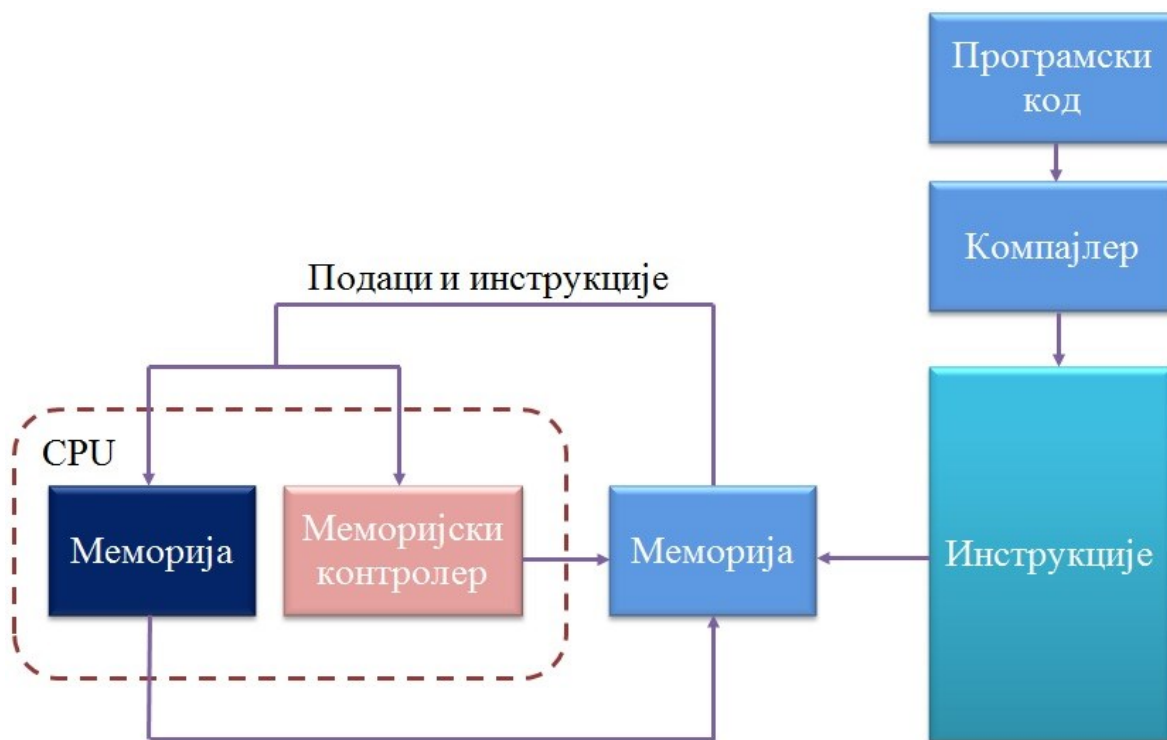 Програмски
код
Компајлер
Подаци и инструкције
CPU
Меморија
Меморијски
контролер
Меморија
Инструкције